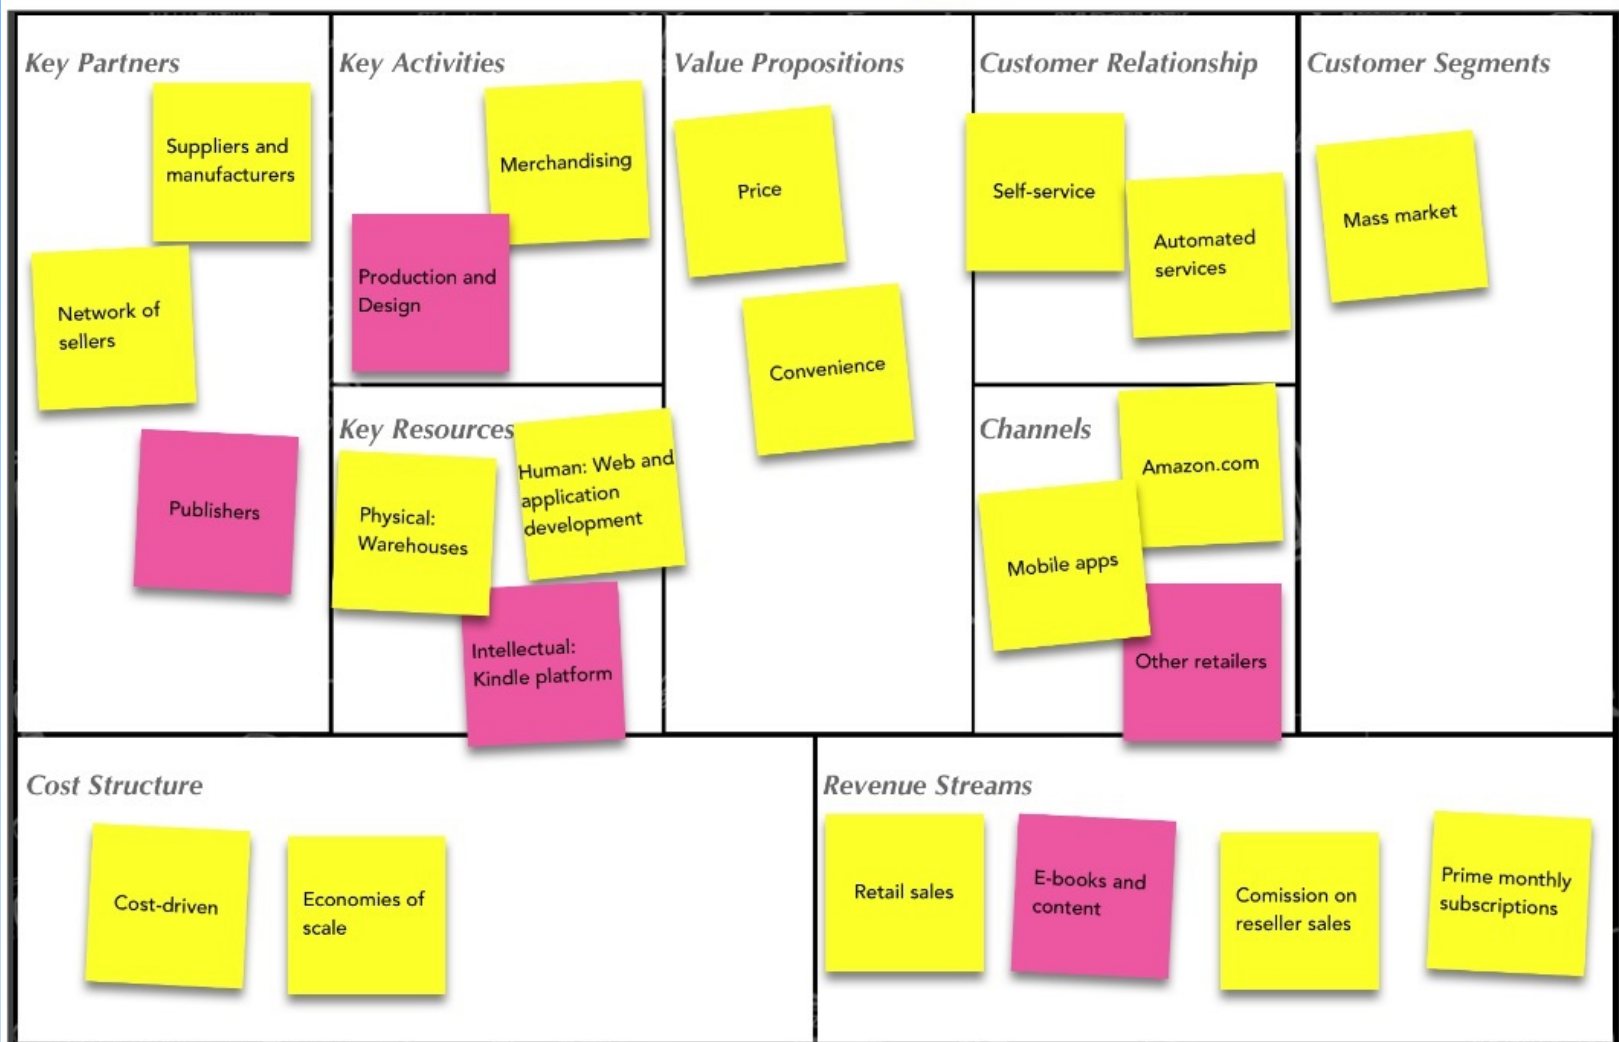 Key Partners
Suppliers and
manufacturers
Network of
sellers
Publishers
Key Activities
Merchandising
Production and
Design
Key Resources
Human: Web and
application
development
Physical:
Warehouses
Intellectual:
Kindle platform
Value Propositions
Price
Convenience
Customer Relationship
Self-service
Automated
services
Channels
Amazon.com
Mobile apps
Other retailers
Customer Segments
Mass market
Cost Structure
Cost-driven
Economies of
scale
Revenue Streams
Retail sales
E-books and
content
Comission on
reseller sales
Prime monthly
subscriptions